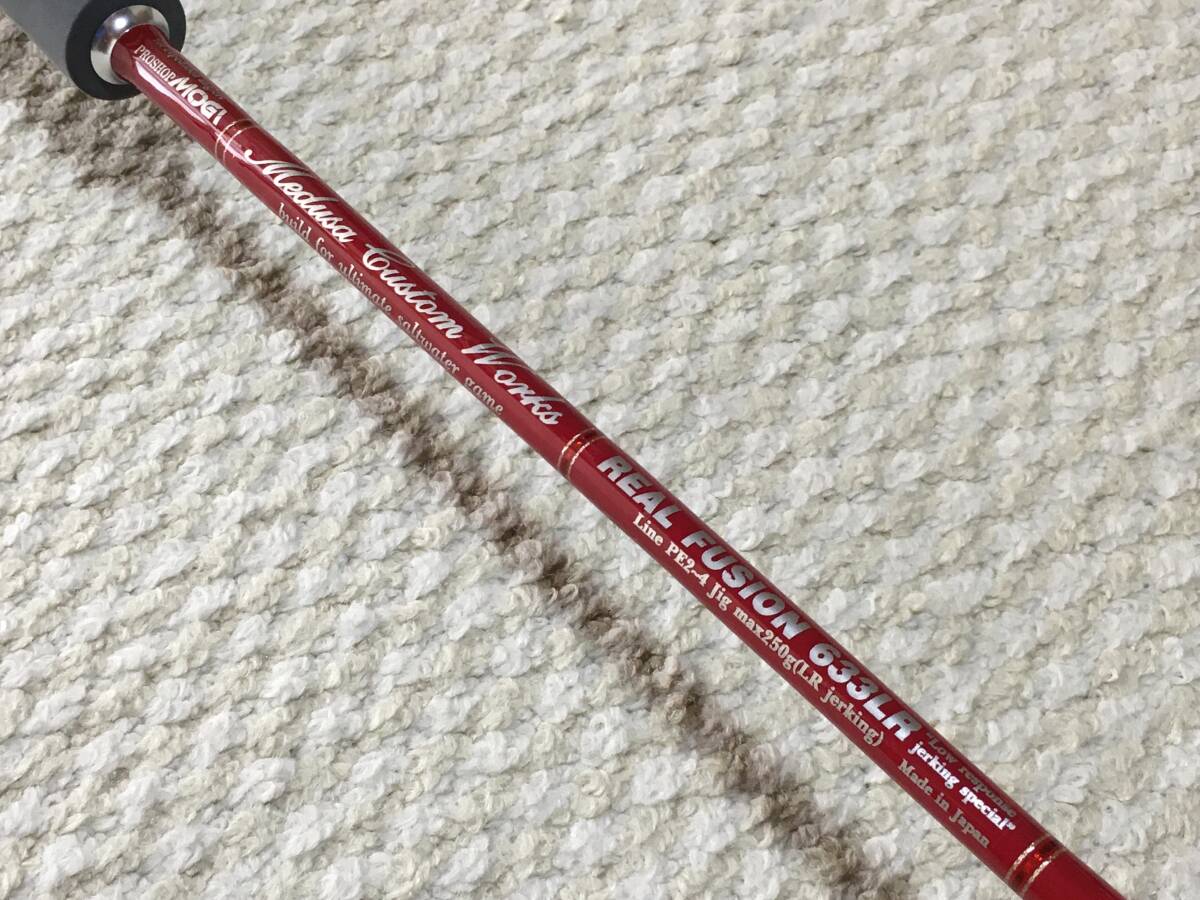 PROSHOP MOGI
Medusa Custom Works
build for ultimate saltwater game
REAL FUSION 633LR
Line PE2~4 Jig max250g(LR jerking)
"Low response
jerking special"
Made in Japan